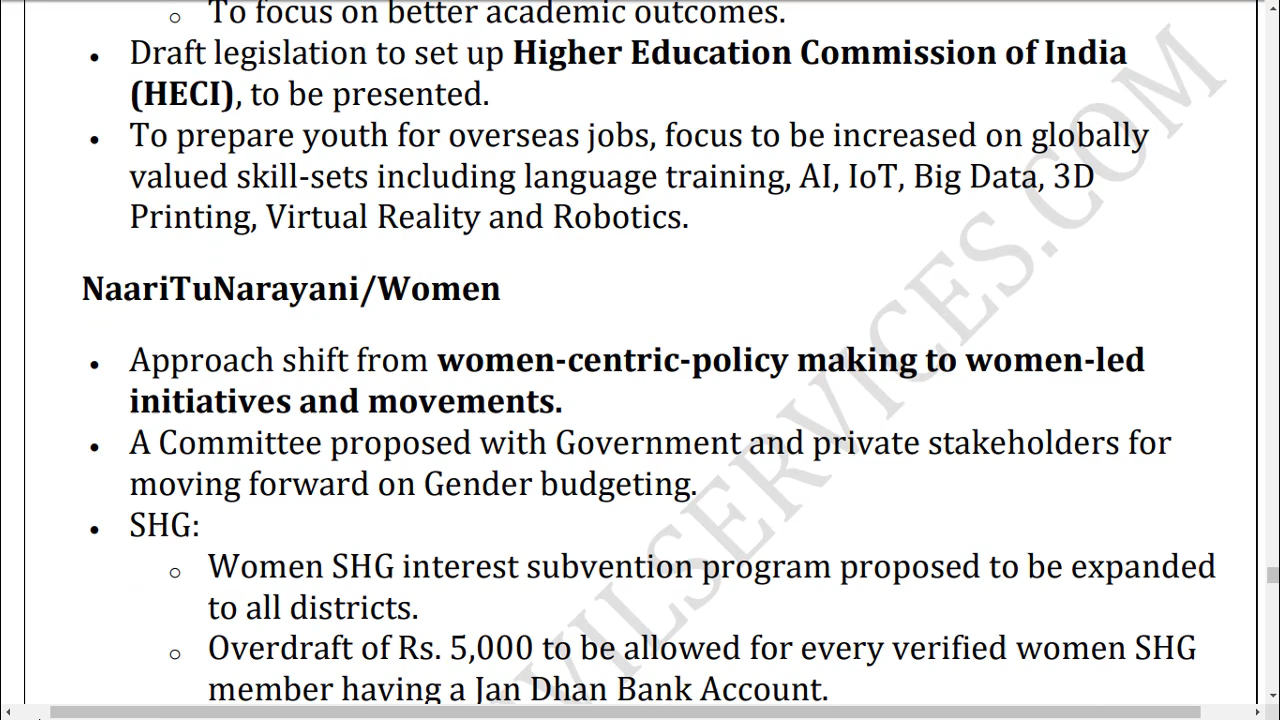 To focus on better academic outcomes.
Draft legislation to set up Higher Education Commission of India
(HECI), to be presented.
To prepare youth for overseas jobs, focus to be increased on globally
valued skill-sets including language training, AI, IoT, Big Data, 3D
Printing, Virtual Reality and Robotics.
NaariTuNarayani/Women
Approach shift from women-centric-policy making to women-led
initiatives and movements.
A Committee proposed with Government and private stakeholders for
moving forward on Gender budgeting.
SHG:
Women SHG interest subvention program proposed to be expanded
to all districts.
Overdraft of Rs. 5,000 to be allowed for every verified women SHG
member having a Jan Dhan Bank Account.
VILSERVICES.COM